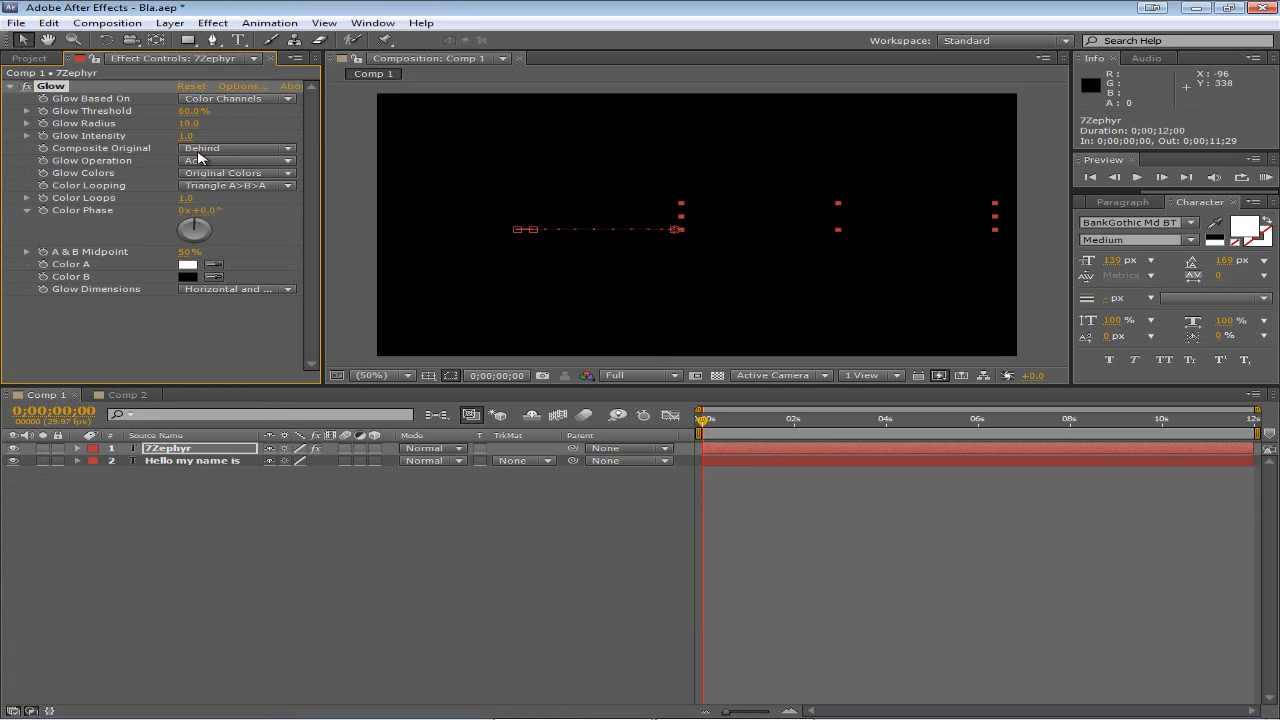 Adobe After Effects - Bla.aep *
File Edit Composition Layer Effect Animation View Window Help
Workspace: Standard Search Help
Project Effect Controls: 7Zephyr Composition: Comp 1 Info Audio
Comp 1 • 7Zephyr Comp 1
Glow Reset Options... Abou
Glow Based On Color Channels
Glow Threshold 60.0%
Glow Radius 10.0
Glow Intensity 1.0
Composite Original Behind
Glow Operation
Glow Colors Original Colors
Color Looping Triangle A>B>A
Color Loops 1.0
Color Phase 0x+0.0°
A & B Midpoint 50%
Color A
Color B
Glow Dimensions Horizontal and ...
(50%) 0;00;00;00 Full Active Camera 1 View +0.0
R: X: -96
G: Y: 338
B:
A: 0
7Zephyr
Duration: 0;00;12;00
In: 0;00;00;00, Out: 0;00;11;29
Preview
Paragraph Character
BankGothic Md BT
Medium
139 px 169 px
Metrics 0
- px
100 % 100 %
0 px 0 %
T T TT Tr T¹ T₁
Comp 1 Comp 2
0;00;00;00
00000 (29.97 fps)
:00s 02s 04s 06s 08s 10s 12s
# Source Name Mode T TrkMat Parent
1 T 7Zephyr Normal None
2 T Hello my name is Normal None None